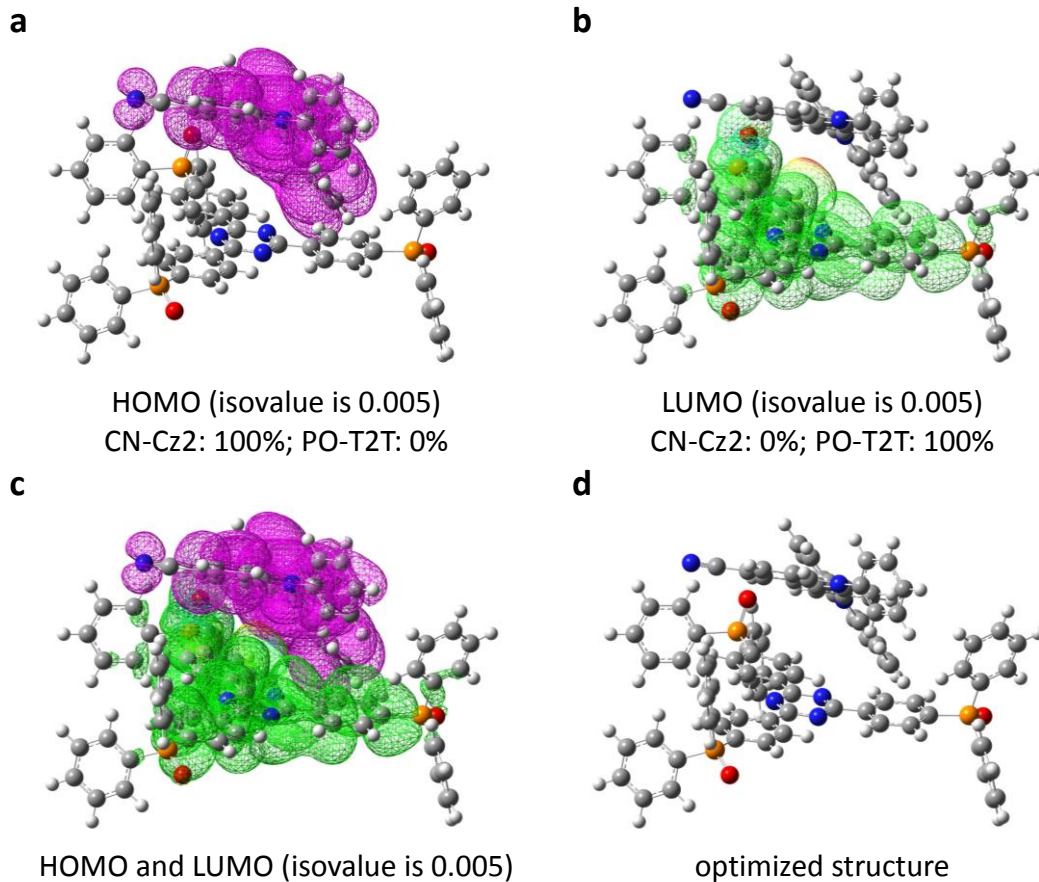 a
b
HOMO (isovalue is 0.005)
CN-Cz2: 100%; PO-T2T: 0%
LUMO (isovalue is 0.005)
CN-Cz2: 0%; PO-T2T: 100%
c
d
HOMO and LUMO (isovalue is 0.005)
optimized structure